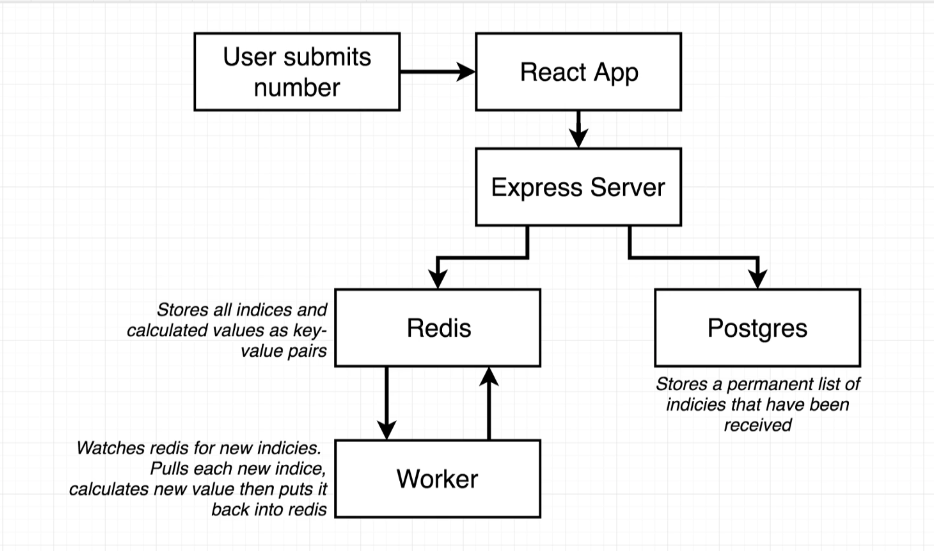 User submits
number
React App
Express Server
Stores all indices and
calculated values as key-
value pairs
Redis
Postgres
Stores a permanent list of
indicies that have been
received
Watches redis for new indicies.
Pulls each new indice,
calculates new value then puts it
back into redis
Worker